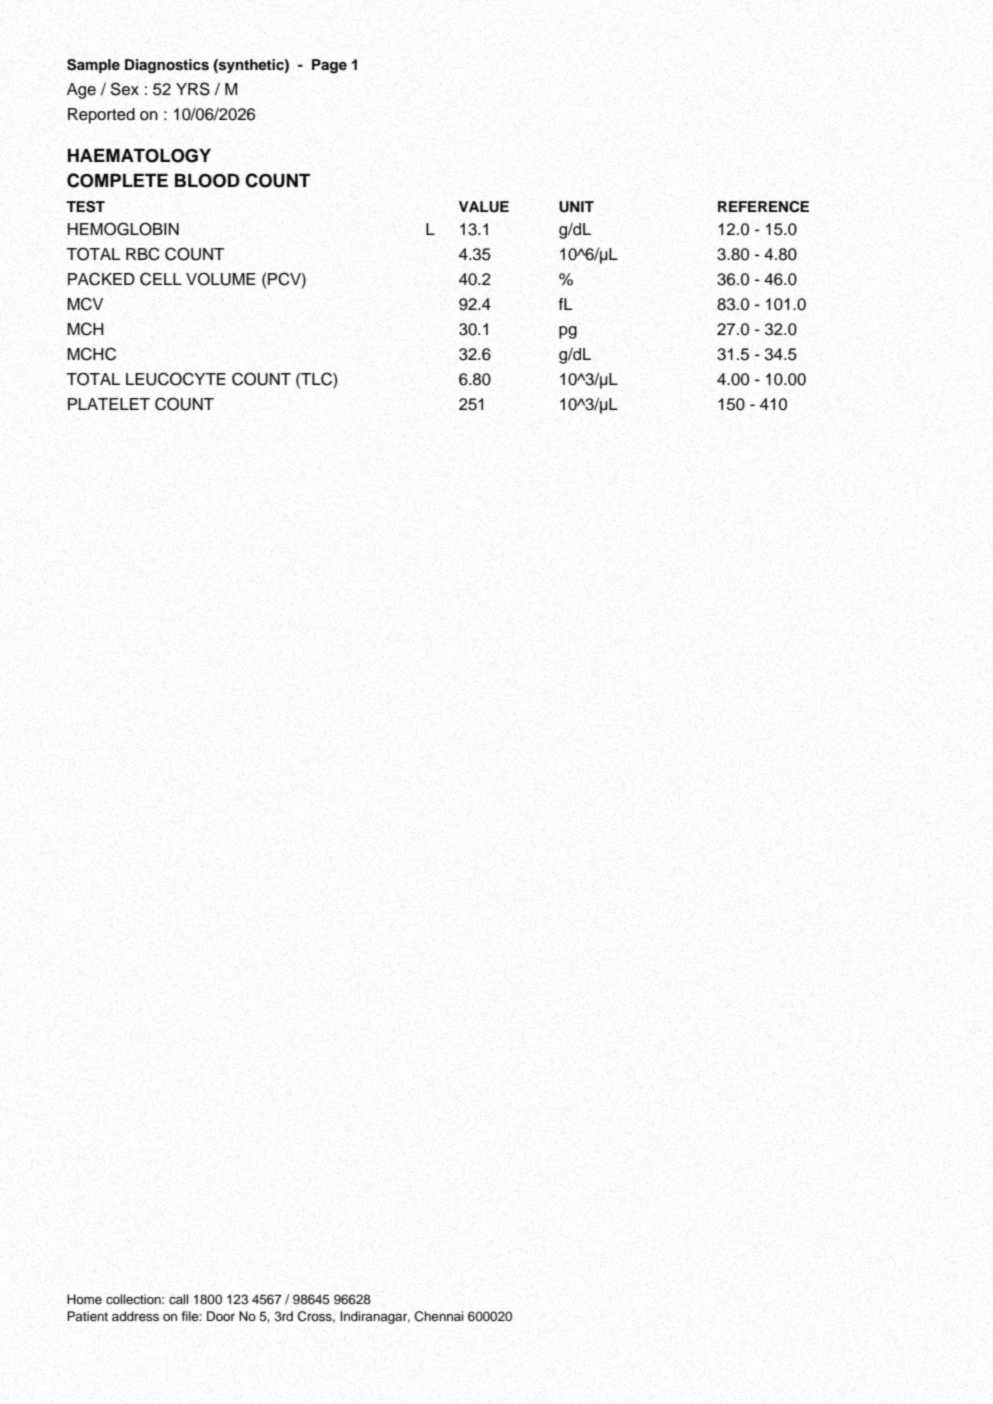 Sample Diagnostics (synthetic) - Page 1
Age / Sex : 52 YRS / M
Reported on : 10/06/2026
HAEMATOLOGY
COMPLETE BLOOD COUNT
TEST VALUE UNIT REFERENCE
HEMOGLOBIN L 13.1 g/dL 12.0 - 15.0
TOTAL RBC COUNT 4.35 10^6/µL 3.80 - 4.80
PACKED CELL VOLUME (PCV) 40.2 % 36.0 - 46.0
MCV 92.4 fL 83.0 - 101.0
MCH 30.1 pg 27.0 - 32.0
MCHC 32.6 g/dL 31.5 - 34.5
TOTAL LEUCOCYTE COUNT (TLC) 6.80 10^3/µL 4.00 - 10.00
PLATELET COUNT 251 10^3/µL 150 - 410
Home collection: call 1800 123 4567 / 98645 96628
Patient address on file: Door No 5, 3rd Cross, Indiranagar, Chennai 600020